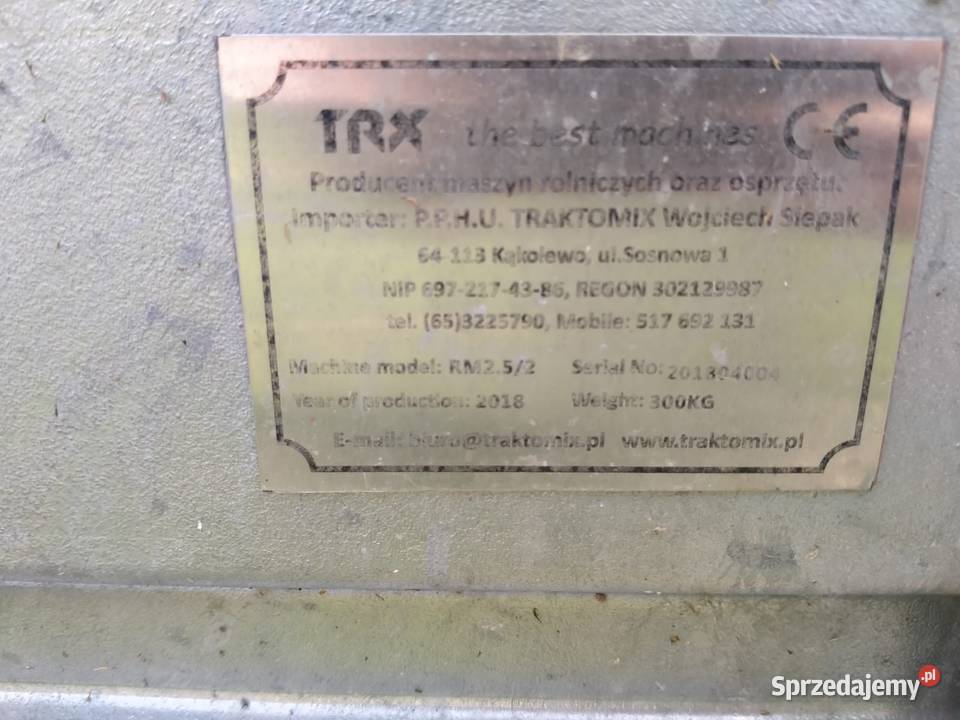 TRX the best machines CE
Producent maszyn rolniczych oraz osprzętu.
Importer: P.P.H.U. TRAKTOMIX Wojciech Ślepak
64-113 Kąkolewo, ul.Sosnowa 1
NIP 697-217-43-86, REGON 302129987
tel. (65)3225790, Mobile: 517 692 131
Machine model: RM2.5/2 Serial No: 201804004
Year of production: 2018 Weight: 300KG
E-mail: biuro@traktomix.pl www.traktomix.pl
Sprzedajemy.pl